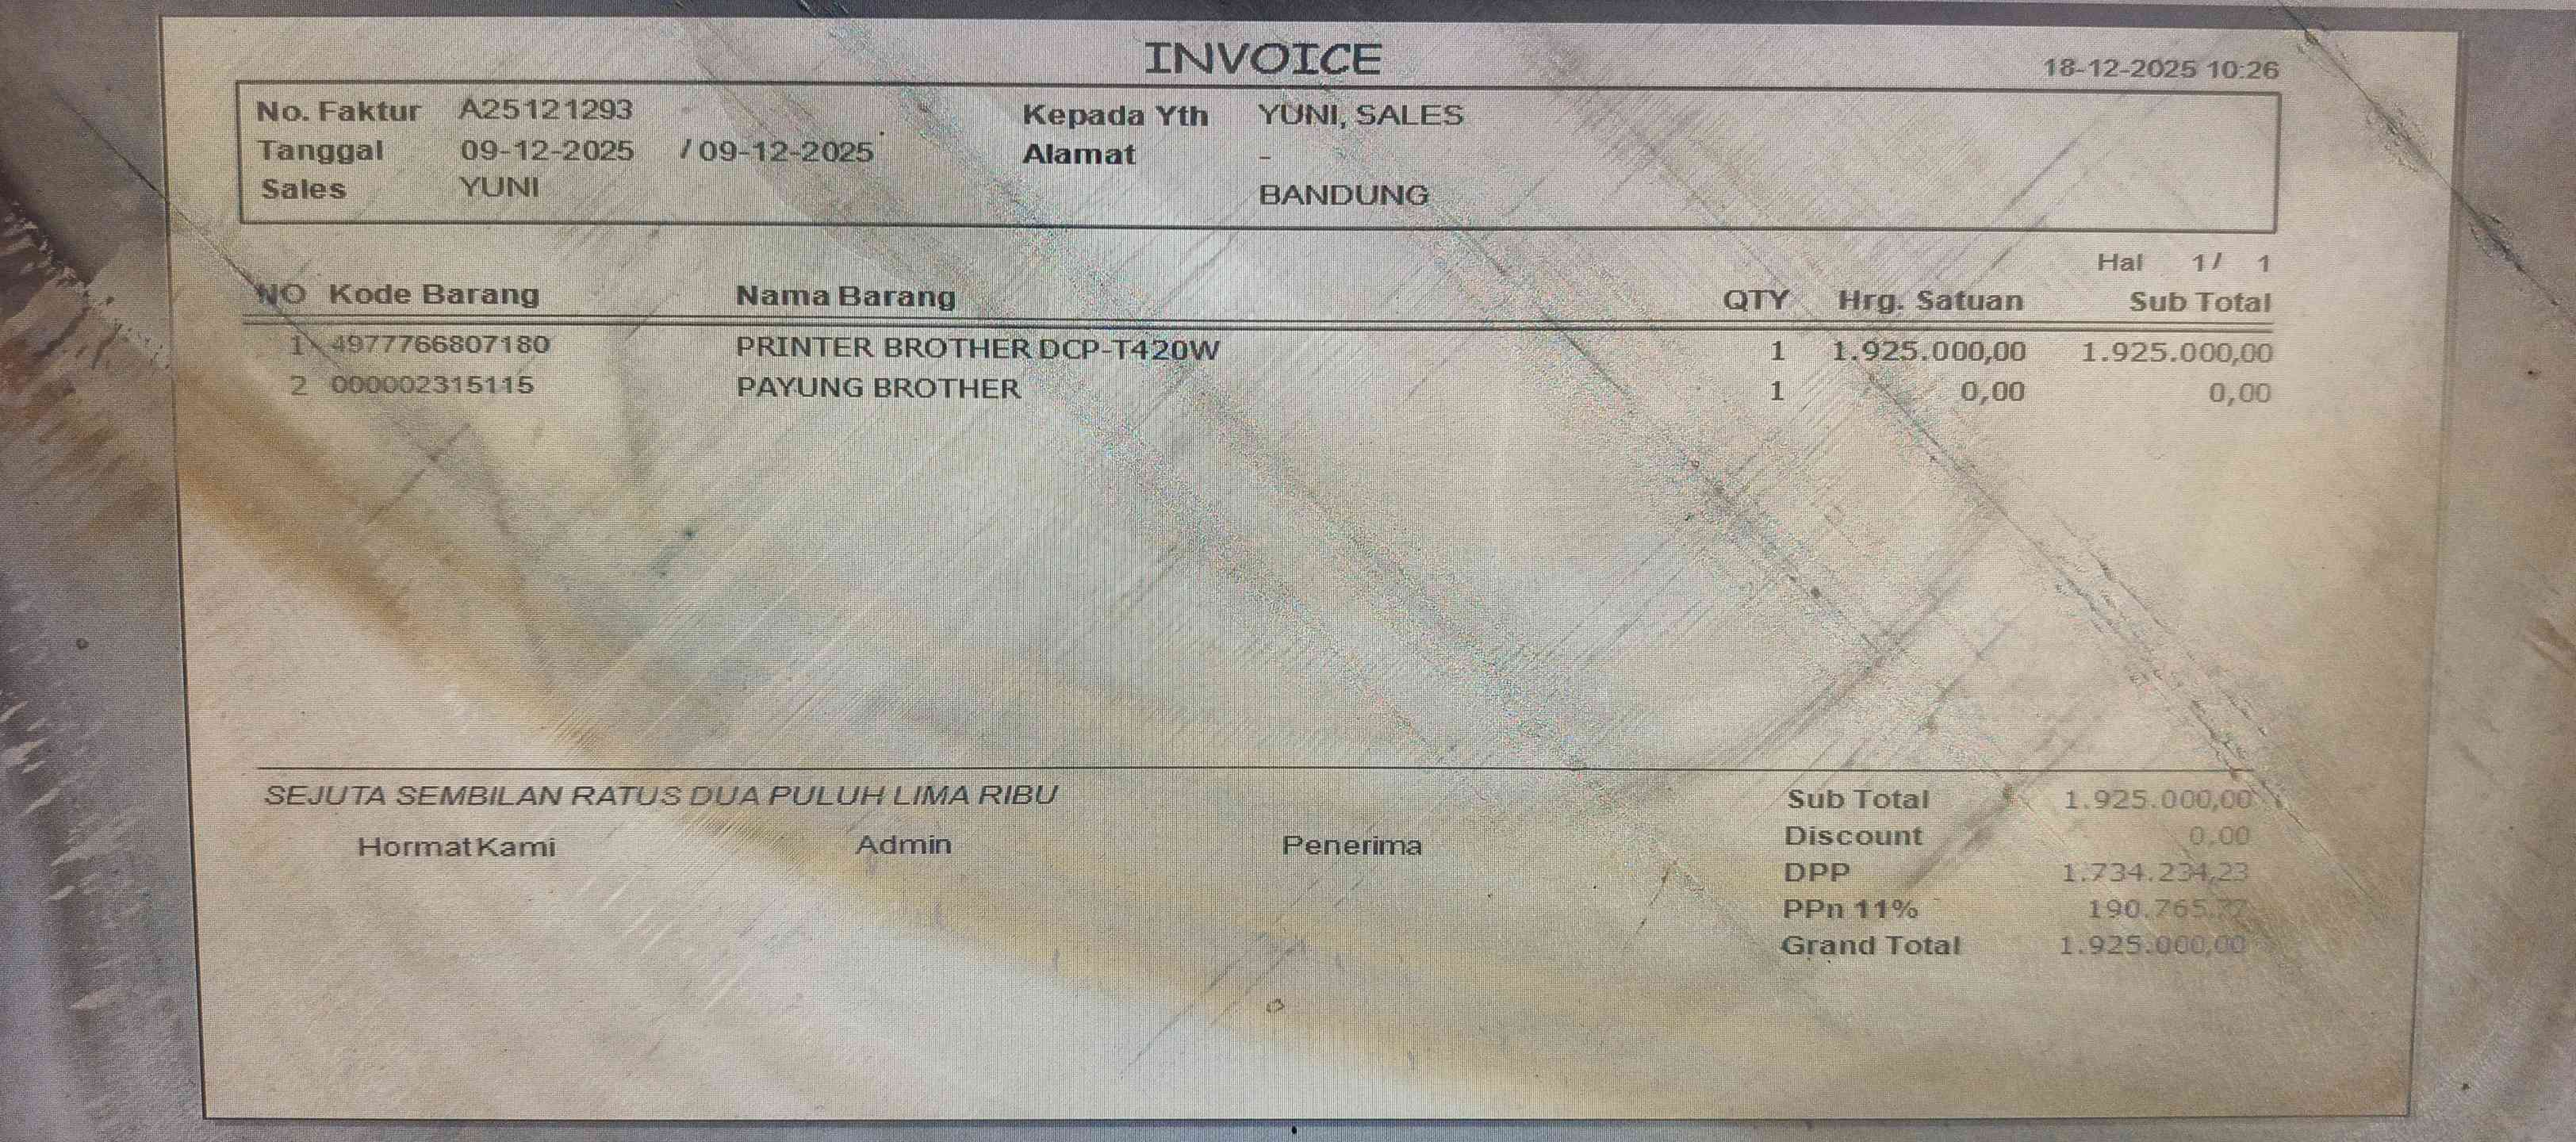 INVOICE
18-12-2025 10:26
No. Faktur A25121293 Kepada Yth YUNI, SALES
Tanggal 09-12-2025 / 09-12-2025 Alamat -
Sales YUNI BANDUNG
Hal 1/ 1
NO Kode Barang Nama Barang QTY Hrg. Satuan Sub Total
1 4977766807180 PRINTER BROTHER DCP-T420W 1 1.925.000,00 1.925.000,00
2 000002315115 PAYUNG BROTHER 1 0,00 0,00
SEJUTA SEMBILAN RATUS DUA PULUH LIMA RIBU Sub Total 1.925.000,00
Hormat Kami Admin Penerima Discount 0,00
DPP 1.734.234,23
PPn 11% 190.765,77
Grand Total 1.925.000,00